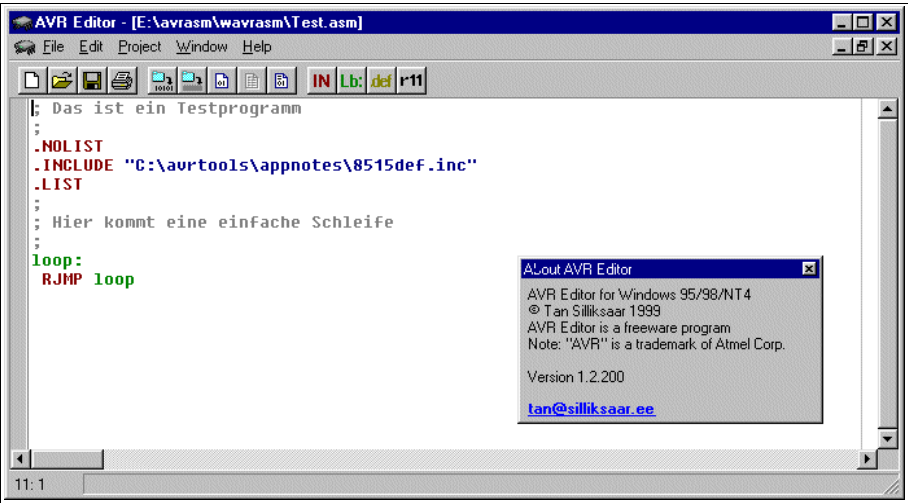 AVR Editor - [E:\avrasm\wavrasm\Test.asm]
File Edit Project Window Help
IN Lb: def r11
; Das ist ein Testprogramm
;
.NOLIST
.INCLUDE "C:\avrtools\appnotes\8515def.inc"
.LIST
;
; Hier kommt eine einfache Schleife
;
loop:
RJMP loop
About AVR Editor
AVR Editor for Windows 95/98/NT4
© Tan Silliksaar 1999
AVR Editor is a freeware program
Note: "AVR" is a trademark of Atmel Corp.
Version 1.2.200
tan@silliksaar.ee
11: 1